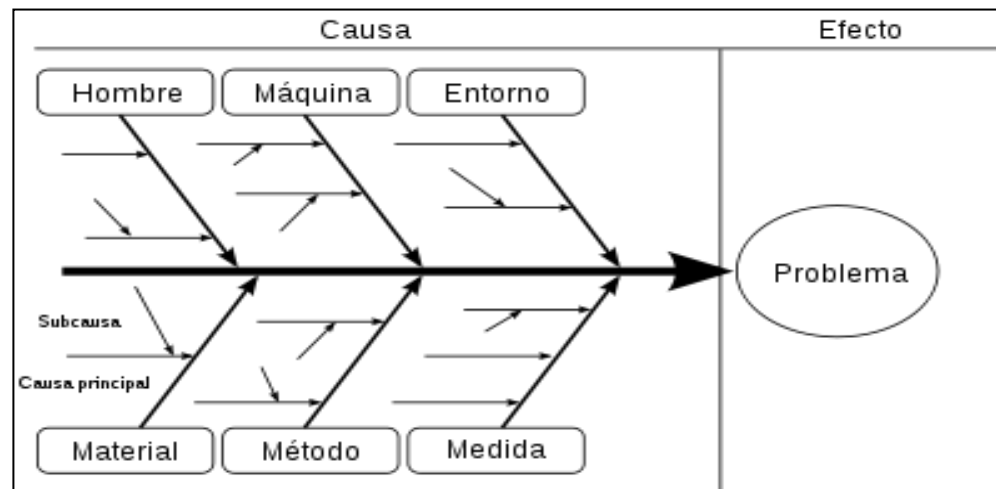 Causa
Efecto
Hombre
Máquina
Entorno
Problema
Subcausa
Causa principal
Material
Método
Medida